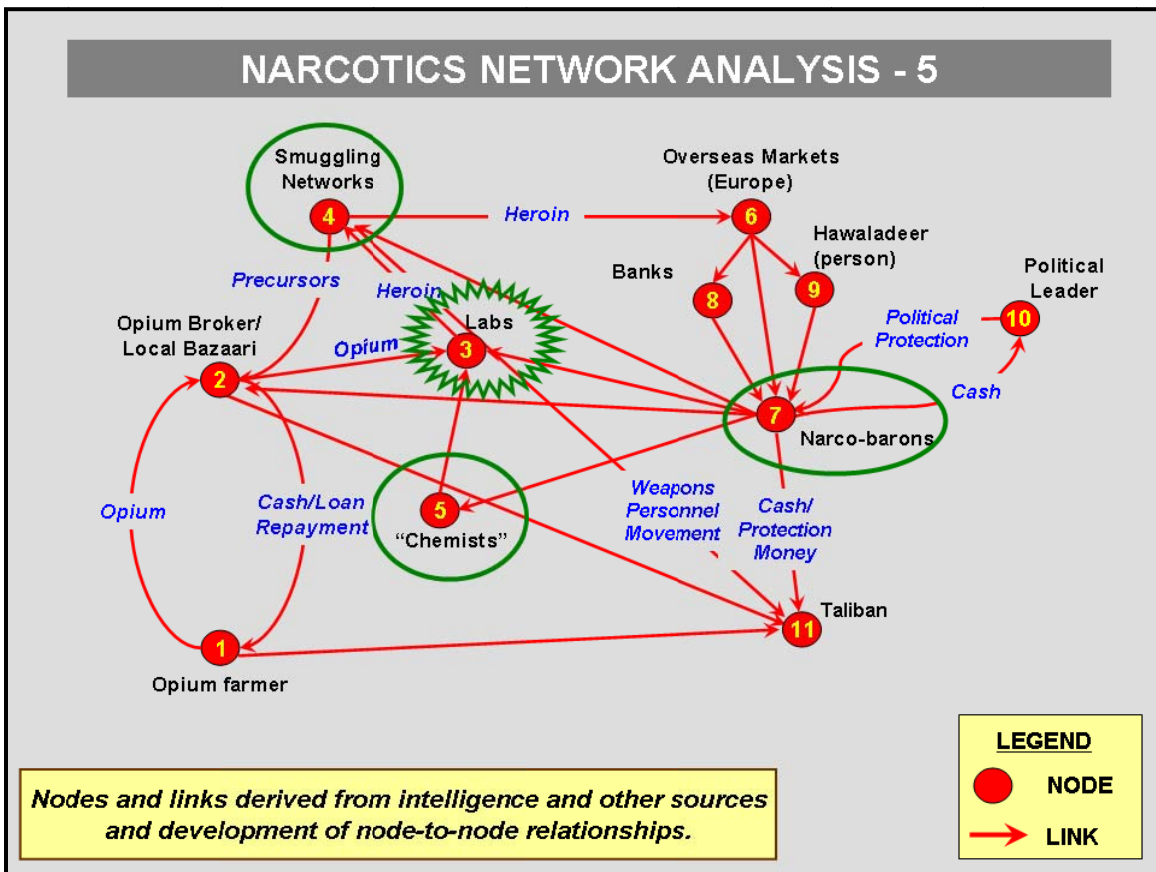 NARCOTICS NETWORK ANALYSIS - 5
Smuggling
Networks
4
Heroin
Overseas Markets
(Europe)
6
Hawaladeer
(person)
9
Banks
8
Political
Leader
10
Precursors
Heroin
Labs
3
Opium Broker/
Local Bazaari
2
Opium
Political
Protection
Cash
7
Narco-barons
Opium
Cash/Loan
Repayment
5
“Chemists”
Weapons
Personnel
Movement
Cash/
Protection
Money
Taliban
11
1
Opium farmer
LEGEND
NODE
LINK
Nodes and links derived from intelligence and other sources
and development of node-to-node relationships.